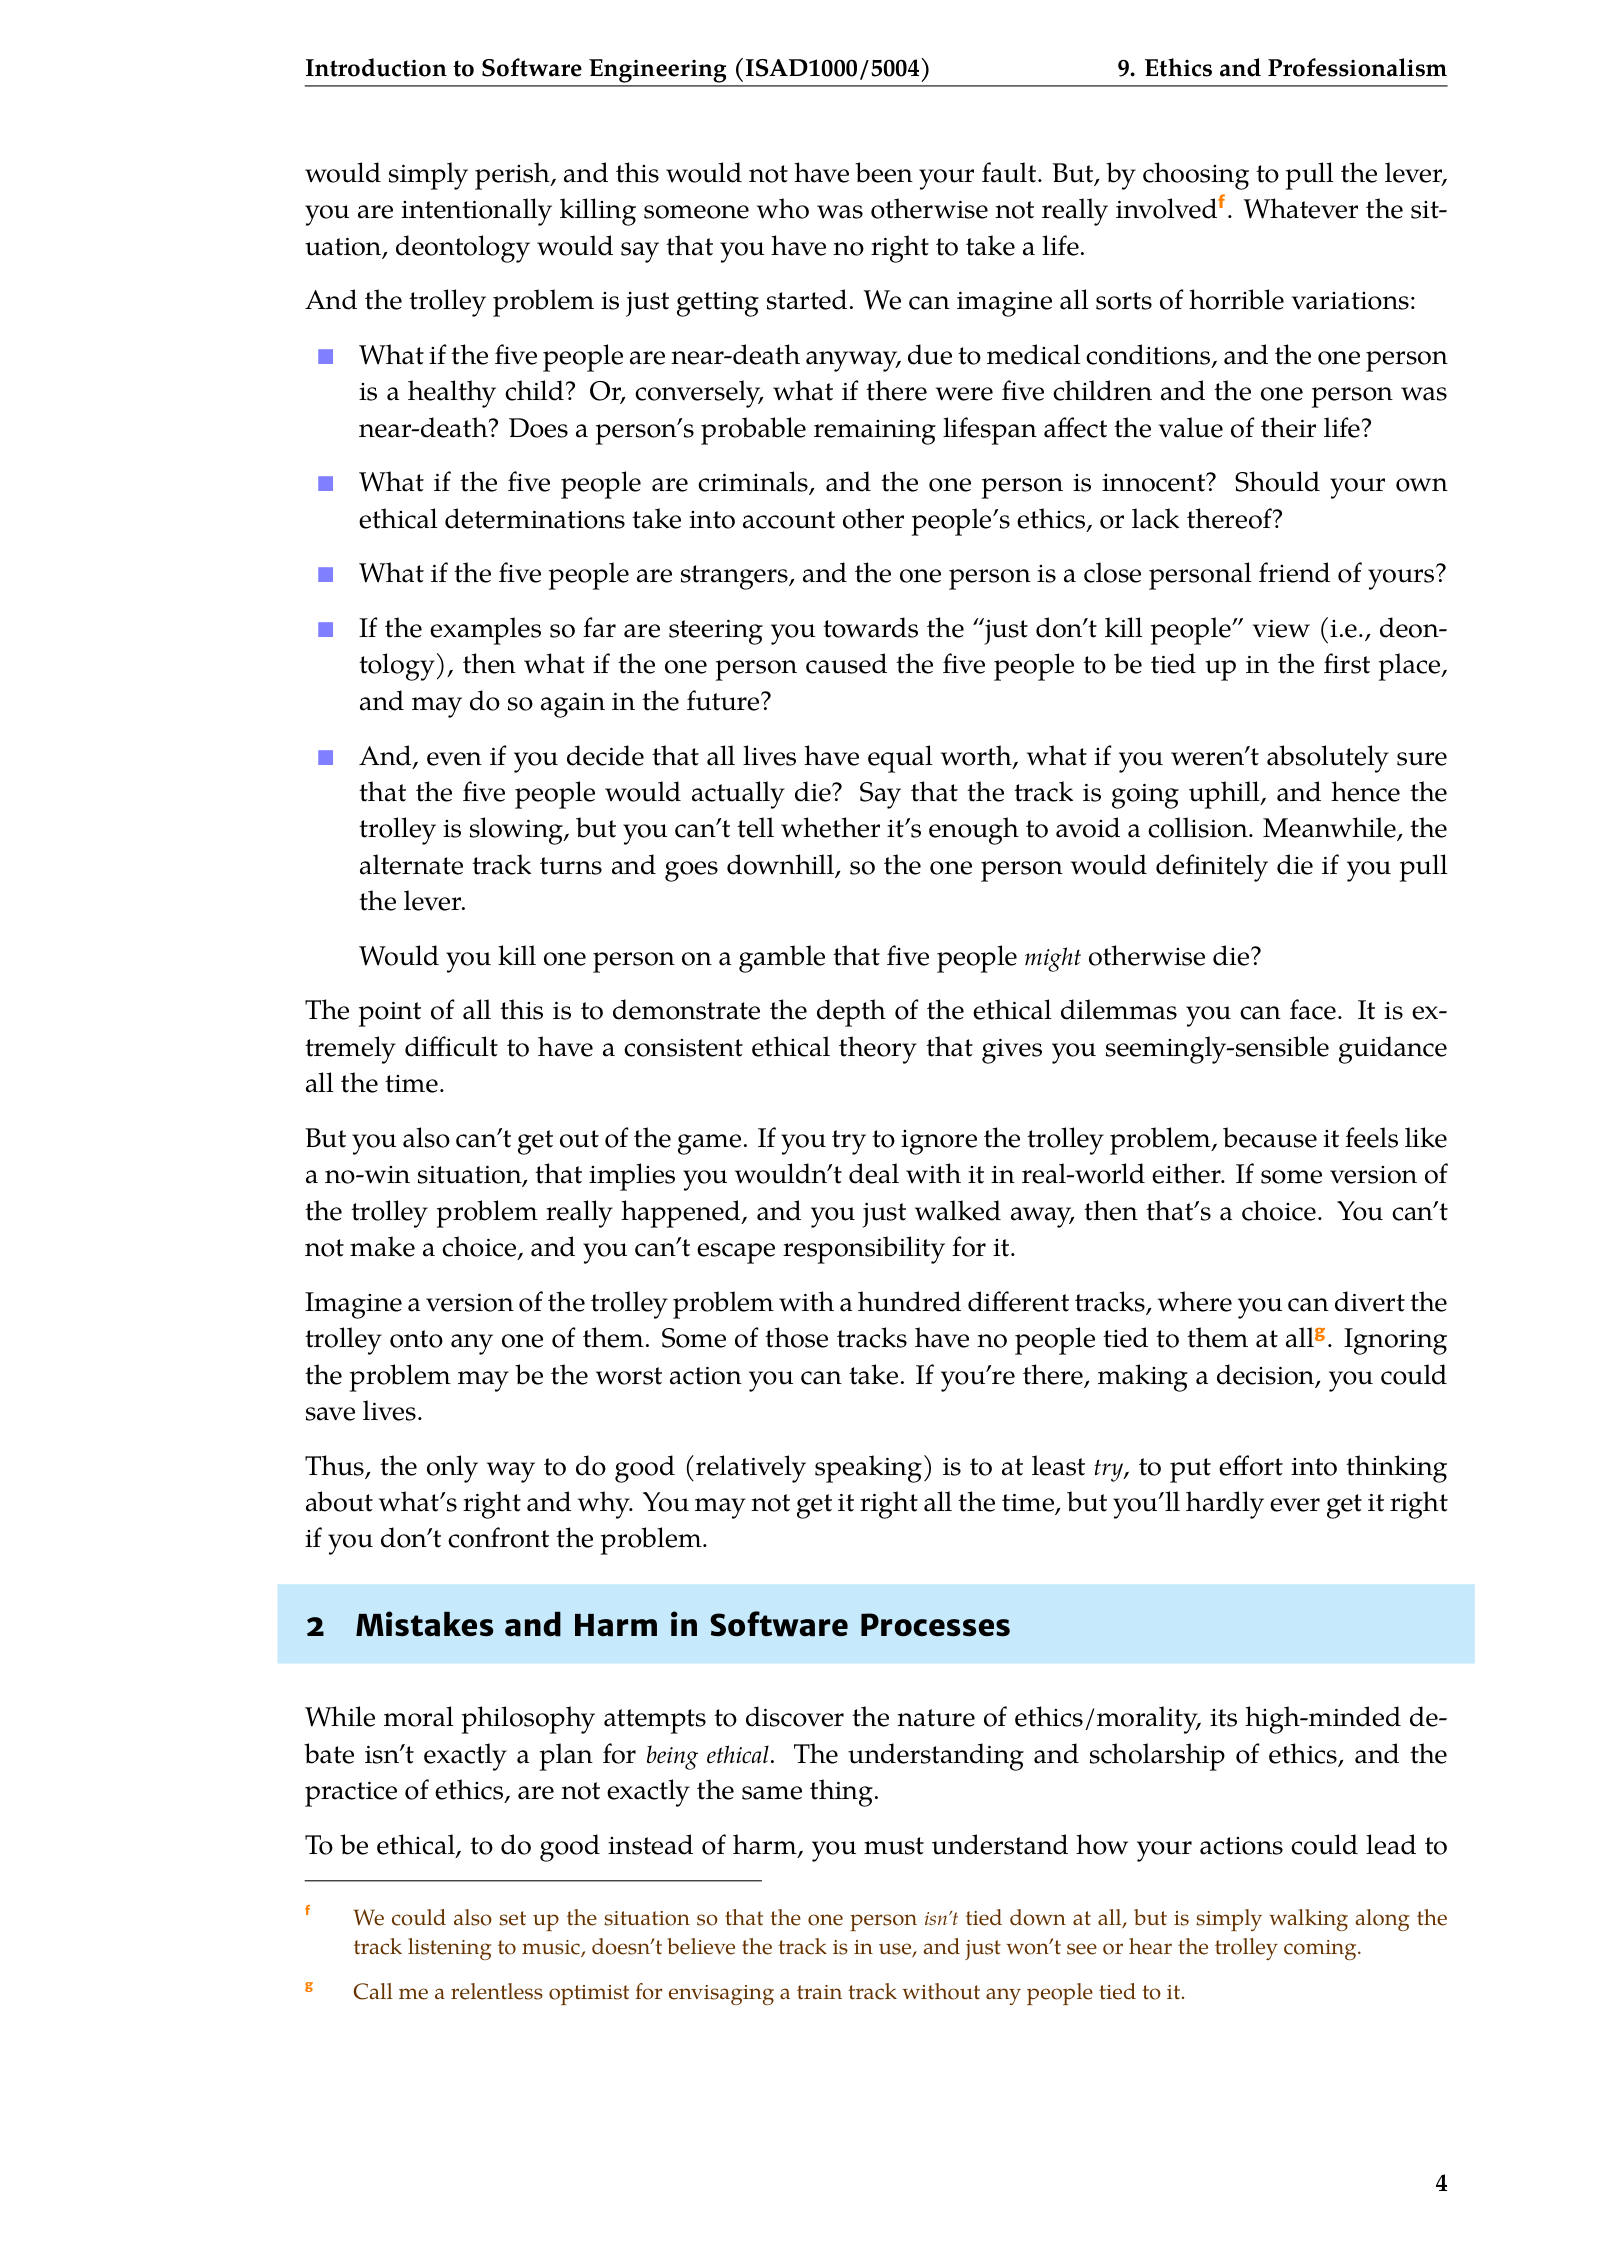 Introduction to Software Engineering (ISAD1000/5004) 9. Ethics and Professionalism
would simply perish, and this would not have been your fault. But, by choosing to pull the lever,
you are intentionally killing someone who was otherwise not really involvedf. Whatever the sit-
uation, deontology would say that you have no right to take a life.
And the trolley problem is just getting started. We can imagine all sorts of horrible variations:
■ What if the five people are near-death anyway, due to medical conditions, and the one person
is a healthy child? Or, conversely, what if there were five children and the one person was
near-death? Does a person's probable remaining lifespan affect the value of their life?
■ What if the five people are criminals, and the one person is innocent? Should your own
ethical determinations take into account other people's ethics, or lack thereof?
■ What if the five people are strangers, and the one person is a close personal friend of yours?
■ If the examples so far are steering you towards the “just don't kill people” view (i.e., deon-
tology), then what if the one person caused the five people to be tied up in the first place,
and may do so again in the future?
■ And, even if you decide that all lives have equal worth, what if you weren't absolutely sure
that the five people would actually die? Say that the track is going uphill, and hence the
trolley is slowing, but you can't tell whether it's enough to avoid a collision. Meanwhile, the
alternate track turns and goes downhill, so the one person would definitely die if you pull
the lever.
Would you kill one person on a gamble that five people might otherwise die?
The point of all this is to demonstrate the depth of the ethical dilemmas you can face. It is ex-
tremely difficult to have a consistent ethical theory that gives you seemingly-sensible guidance
all the time.
But you also can't get out of the game. If you try to ignore the trolley problem, because it feels like
a no-win situation, that implies you wouldn't deal with it in real-world either. If some version of
the trolley problem really happened, and you just walked away, then that's a choice. You can't
not make a choice, and you can't escape responsibility for it.
Imagine a version of the trolley problem with a hundred different tracks, where you can divert the
trolley onto any one of them. Some of those tracks have no people tied to them at allg. Ignoring
the problem may be the worst action you can take. If you're there, making a decision, you could
save lives.
Thus, the only way to do good (relatively speaking) is to at least try, to put effort into thinking
about what's right and why. You may not get it right all the time, but you'll hardly ever get it right
if you don't confront the problem.
2 Mistakes and Harm in Software Processes
While moral philosophy attempts to discover the nature of ethics/morality, its high-minded de-
bate isn't exactly a plan for being ethical. The understanding and scholarship of ethics, and the
practice of ethics, are not exactly the same thing.
To be ethical, to do good instead of harm, you must understand how your actions could lead to
f We could also set up the situation so that the one person isn't tied down at all, but is simply walking along the
track listening to music, doesn't believe the track is in use, and just won't see or hear the trolley coming.
g Call me a relentless optimist for envisaging a train track without any people tied to it.
4